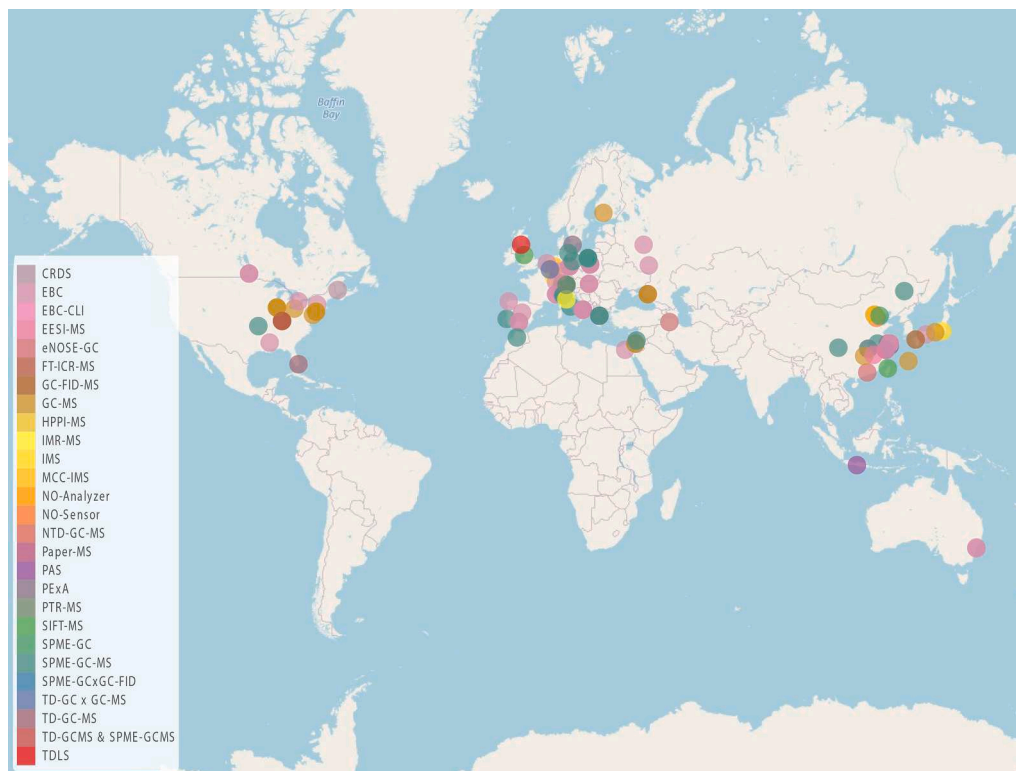 Baffin
Bay
CRDS
EBC
EBC-CLI
EESI-MS
eNOSE-GC
FT-ICR-MS
GC-FID-MS
GC-MS
HPPI-MS
IMR-MS
IMS
MCC-IMS
NO-Analyzer
NO-Sensor
NTD-GC-MS
Paper-MS
PAS
PExA
PTR-MS
SIFT-MS
SPME-GC
SPME-GC-MS
SPME-GCxGC-FID
TD-GC x GC-MS
TD-GC-MS
TD-GCMS & SPME-GCMS
TDLS